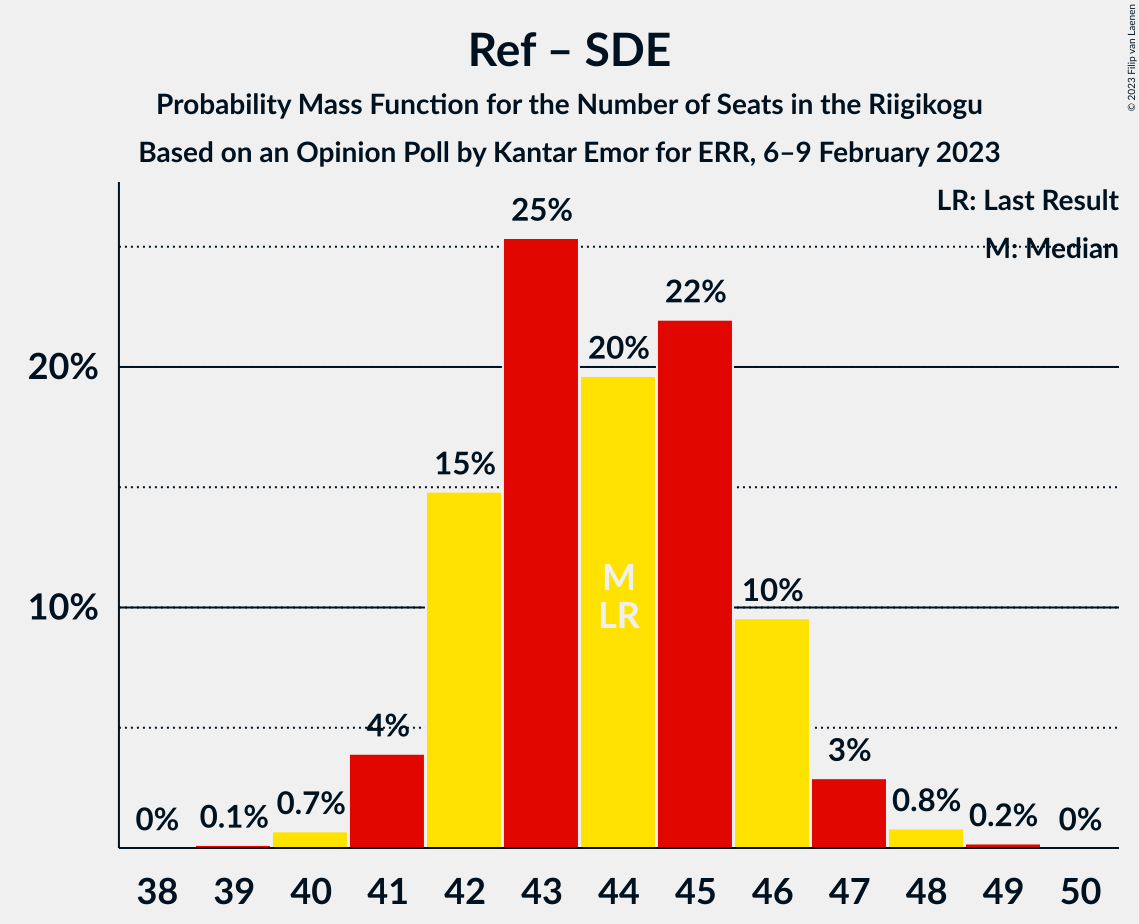 Ref – SDE
Probability Mass Function for the Number of Seats in the Riigikogu
Based on an Opinion Poll by Kantar Emor for ERR, 6–9 February 2023
© 2023 Filip van Laenen
LR: Last Result
M: Median
25%
22%
20%
20%
15%
10%
10%
M
LR
4%
3%
0%
0.1%
0.7%
0.8%
0.2%
0%
38 39 40 41 42 43 44 45 46 47 48 49 50